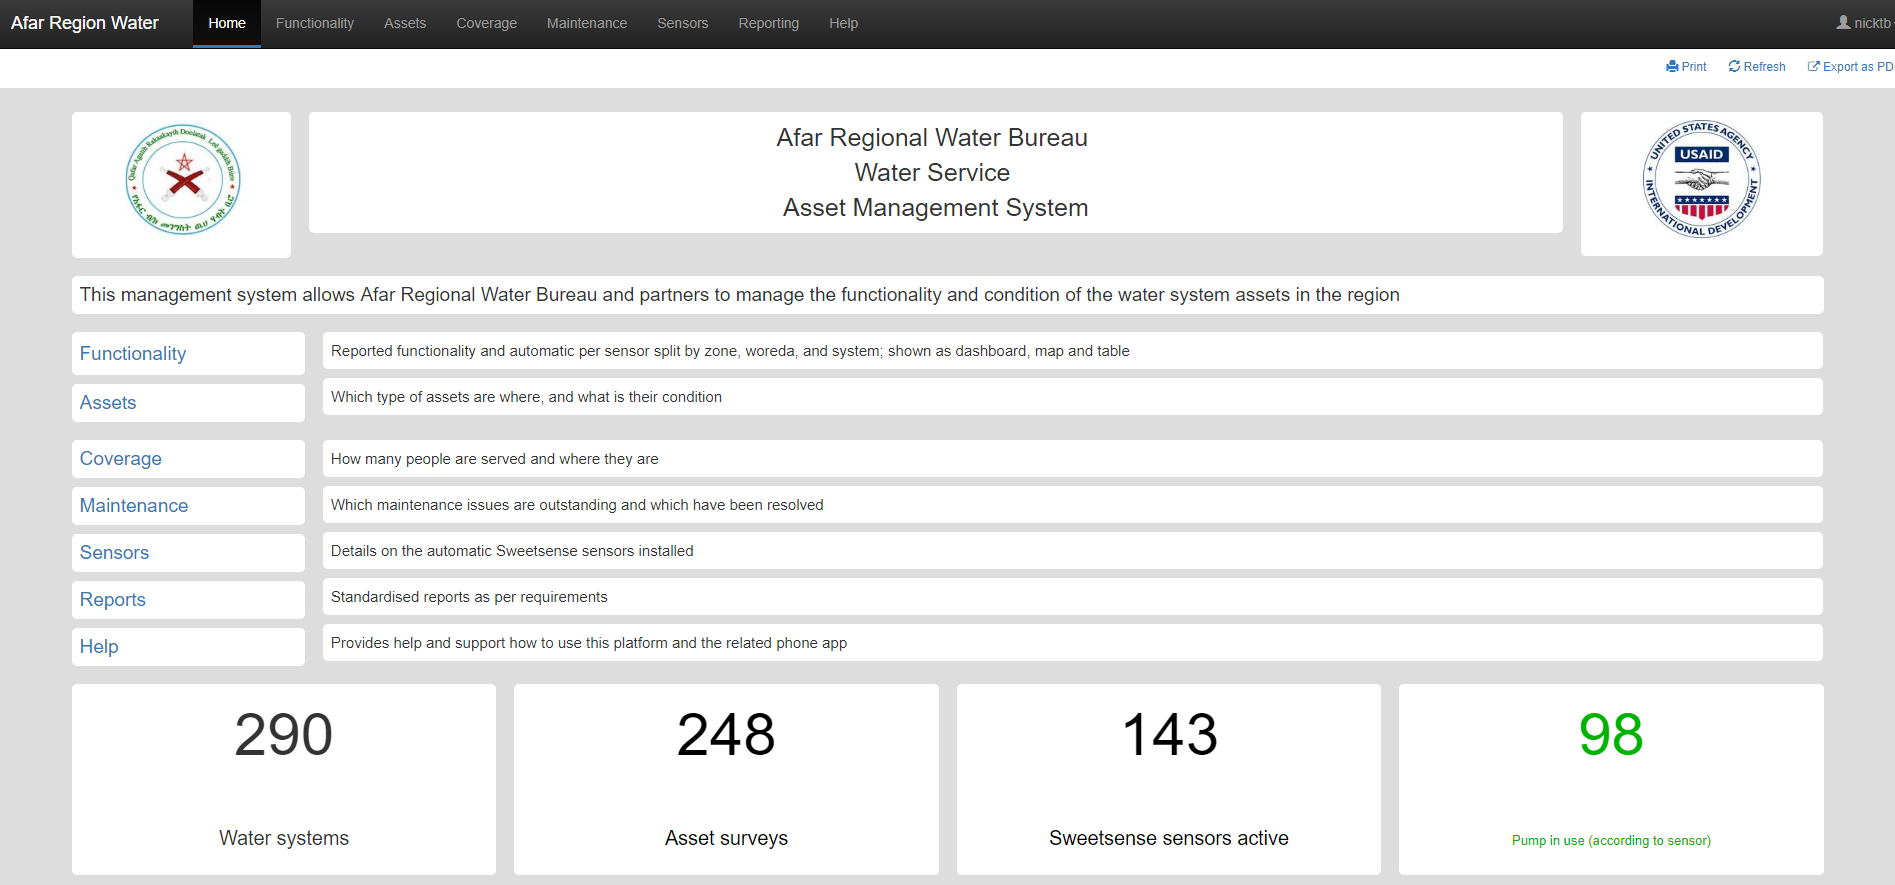 Afar Region Water
Home
Functionality
Assets
Coverage
Maintenance
Sensors
Reporting
Help
nicktb
Print
Refresh
Export as PD
Afar Regional Water Bureau
Water Service
Asset Management System
UNITED STATES AGENCY
USAID
INTERNATIONAL DEVELOPMENT
This management system allows Afar Regional Water Bureau and partners to manage the functionality and condition of the water system assets in the region
Functionality
Reported functionality and automatic per sensor split by zone, woreda, and system; shown as dashboard, map and table
Assets
Which type of assets are where, and what is their condition
Coverage
How many people are served and where they are
Maintenance
Which maintenance issues are outstanding and which have been resolved
Sensors
Details on the automatic Sweetsense sensors installed
Reports
Standardised reports as per requirements
Help
Provides help and support how to use this platform and the related phone app
290
Water systems
248
Asset surveys
143
Sweetsense sensors active
98
Pump in use (according to sensor)